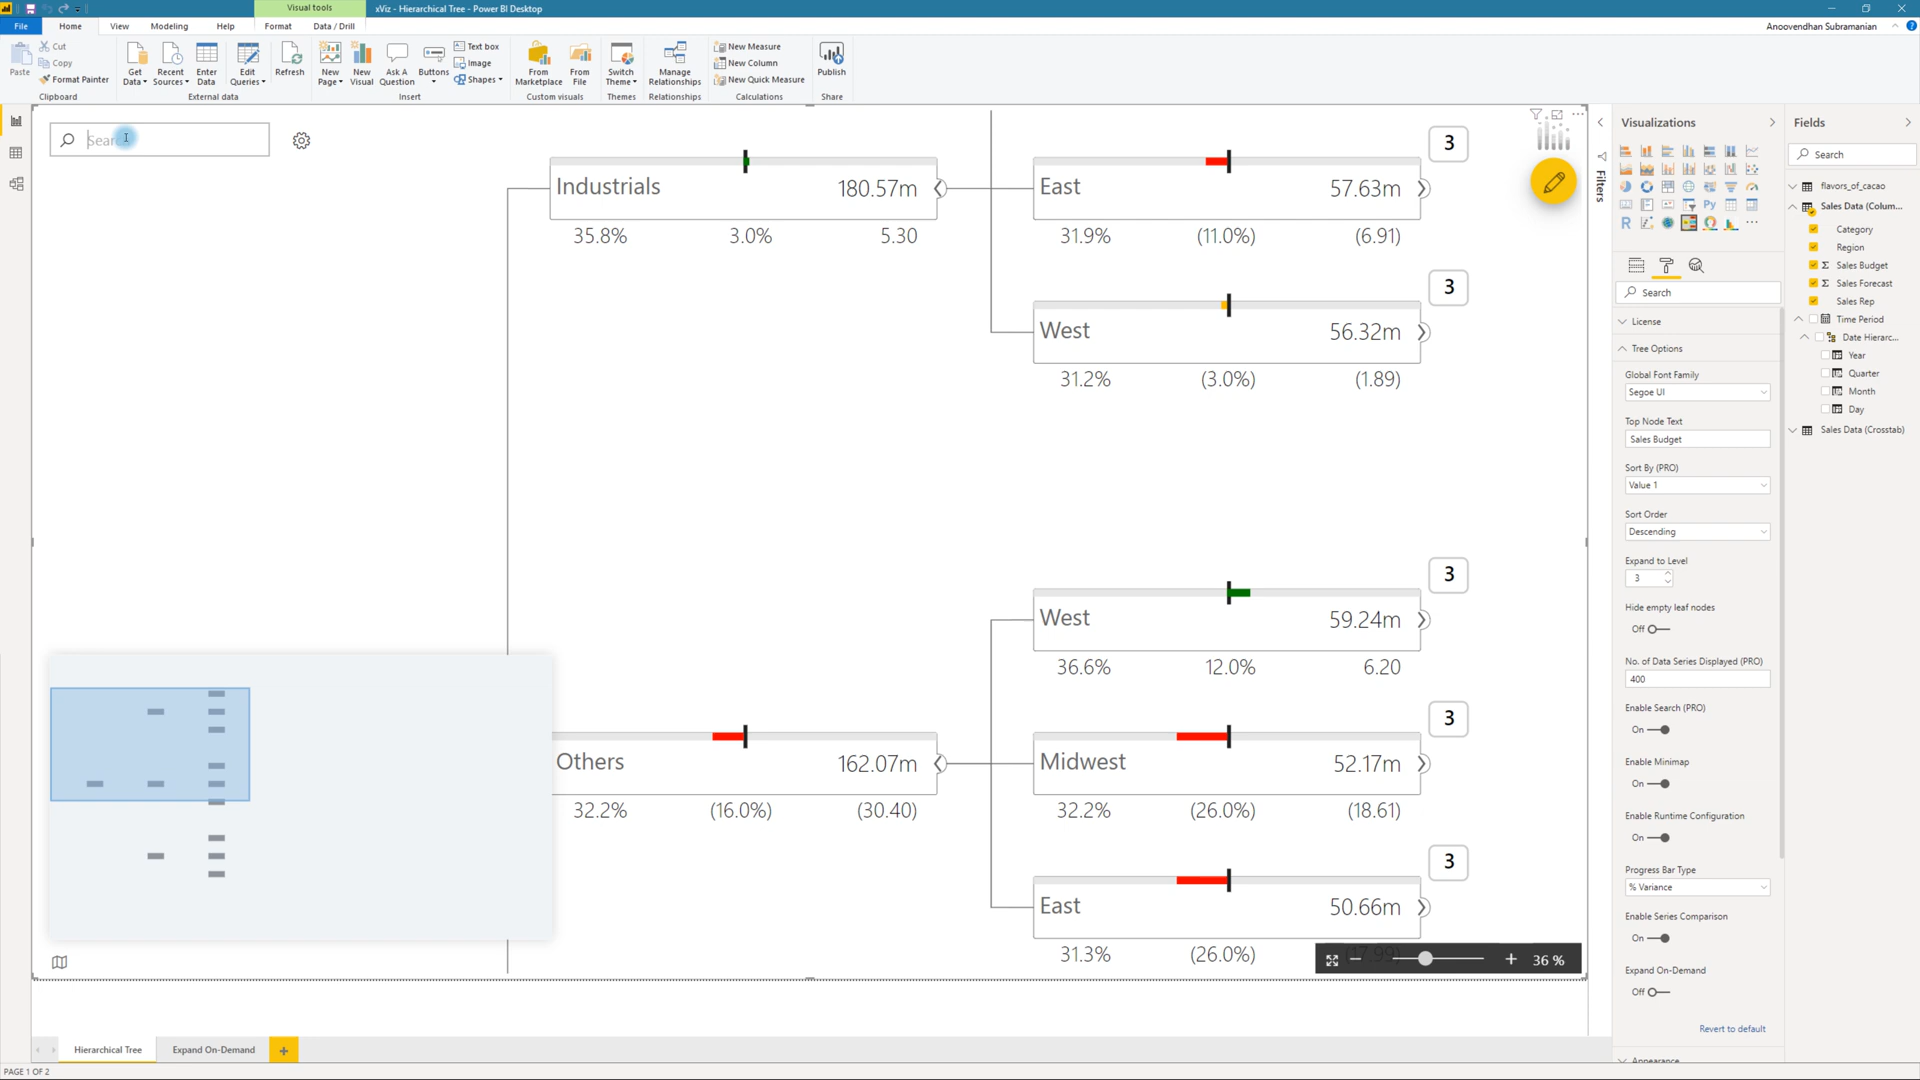 Visual tools
xViz - Hierarchical Tree - Power BI Desktop
File
Home
View
Modeling
Help
Format
Data / Drill
Anoovendhan Subramanian
Paste
Cut
Copy
Format Painter
Clipboard
Get Data
Recent Sources
Enter Data
Edit Queries
External data
Refresh
New Page
New Visual
Ask A Question
Buttons
Text box
Image
Shapes
Insert
From Marketplace
From File
Custom visuals
Switch Theme
Themes
Manage Relationships
Relationships
New Measure
New Column
New Quick Measure
Calculations
Publish
Share
Industrials
180.57m
35.8%
3.0%
5.30
3
East
57.63m
31.9%
(11.0%)
(6.91)
3
West
56.32m
31.2%
(3.0%)
(1.89)
3
West
59.24m
36.6%
12.0%
6.20
Others
162.07m
32.2%
(16.0%)
(30.40)
3
Midwest
52.17m
32.2%
(26.0%)
(18.61)
3
East
50.66m
31.3%
(26.0%)
36 %
Hierarchical Tree
Expand On-Demand
PAGE 1 OF 2
Filters
Visualizations
Search
License
Tree Options
Global Font Family
Segoe UI
Top Node Text
Sales Budget
Sort By (PRO)
Value 1
Sort Order
Descending
Expand to Level
3
Hide empty leaf nodes
Off
No. of Data Series Displayed (PRO)
400
Enable Search (PRO)
On
Enable Minimap
On
Enable Runtime Configuration
On
Progress Bar Type
% Variance
Enable Series Comparison
On
Expand On-Demand
Off
Revert to default
Fields
Search
flavors_of_cacao
Sales Data (Colum...
Category
Region
Sales Budget
Sales Forecast
Sales Rep
Time Period
Date Hierarc...
Year
Quarter
Month
Day
Sales Data (Crosstab)